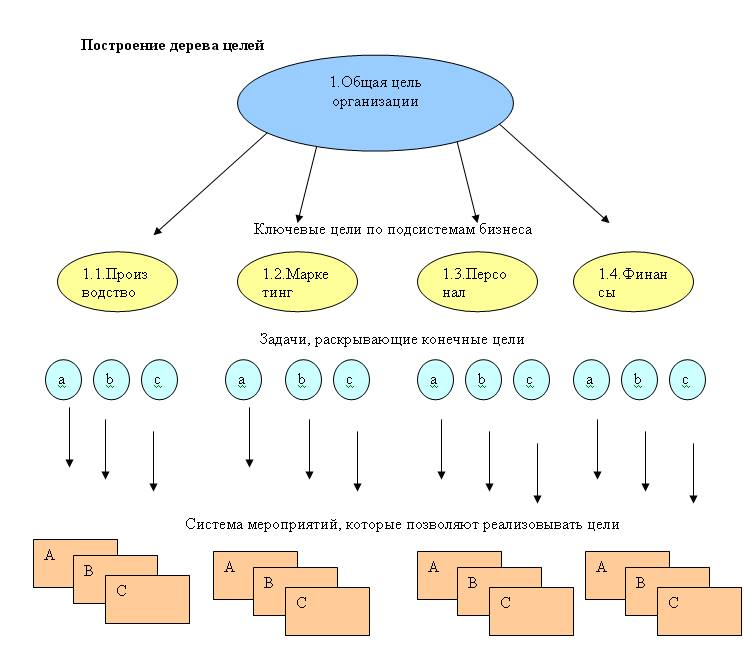 Построение дерева целей
1.Общая цель
организации
Ключевые цели по подсистемам бизнеса
1.1.Произ
водство
1.2.Марке
тинг
1.3.Персо
нал
1.4.Финан
сы
Задачи, раскрывающие конечные цели
a b c a b c a b c a b c
Система мероприятий, которые позволяют реализовывать цели
A
B
C
A
B
C
A
B
C
A
B
C